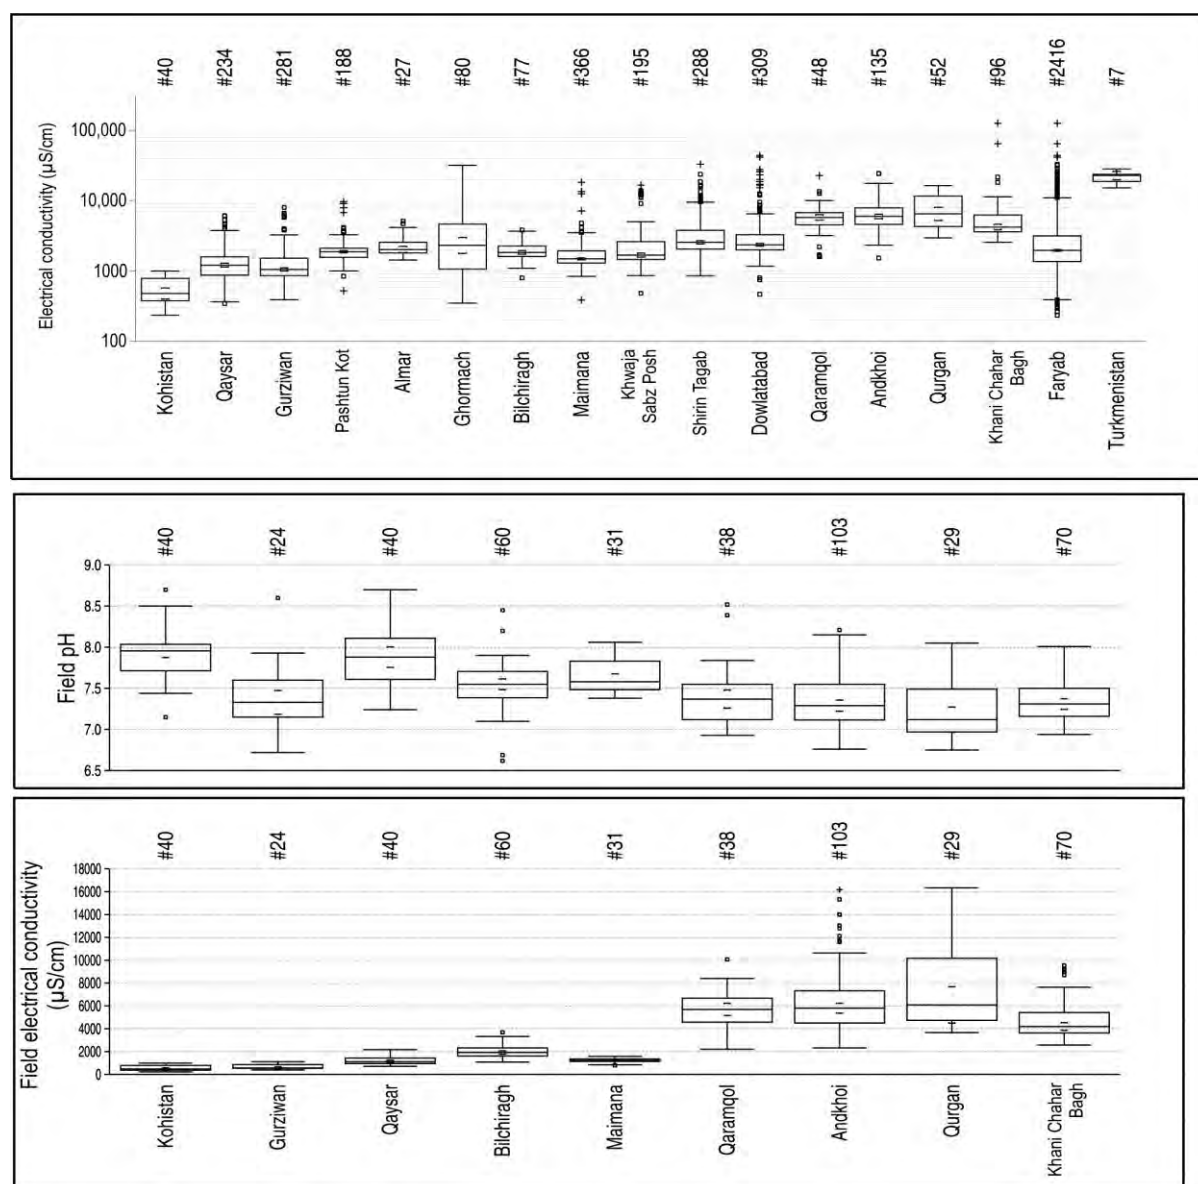 #40 #234 #281 #188 #27 #80 #77 #366 #195 #288 #309 #48 #135 #52 #96 #2416 #7
Electrical conductivity (µS/cm)
100,000
10,000
1000
100
Kohistan
Qaysar
Gurziwan
Pashtun Kot
Almar
Ghormach
Bilchiragh
Maimana
Khwaja
Sabz Posh
Shirin Tagab
Dowlatabad
Qaramqol
Andkhoi
Qurgan
Khani Chahar
Bagh
Faryab
Turkmenistan
#40 #24 #40 #60 #31 #38 #103 #29 #70
Field pH
9.0
8.5
8.0
7.5
7.0
6.5
#40 #24 #40 #60 #31 #38 #103 #29 #70
Field electrical conductivity
(µS/cm)
18000
16000
14000
12000
10000
8000
6000
4000
2000
0
Kohistan
Gurziwan
Qaysar
Bilchiragh
Maimana
Qaramqol
Andkhoi
Qurgan
Khani Chahar
Bagh